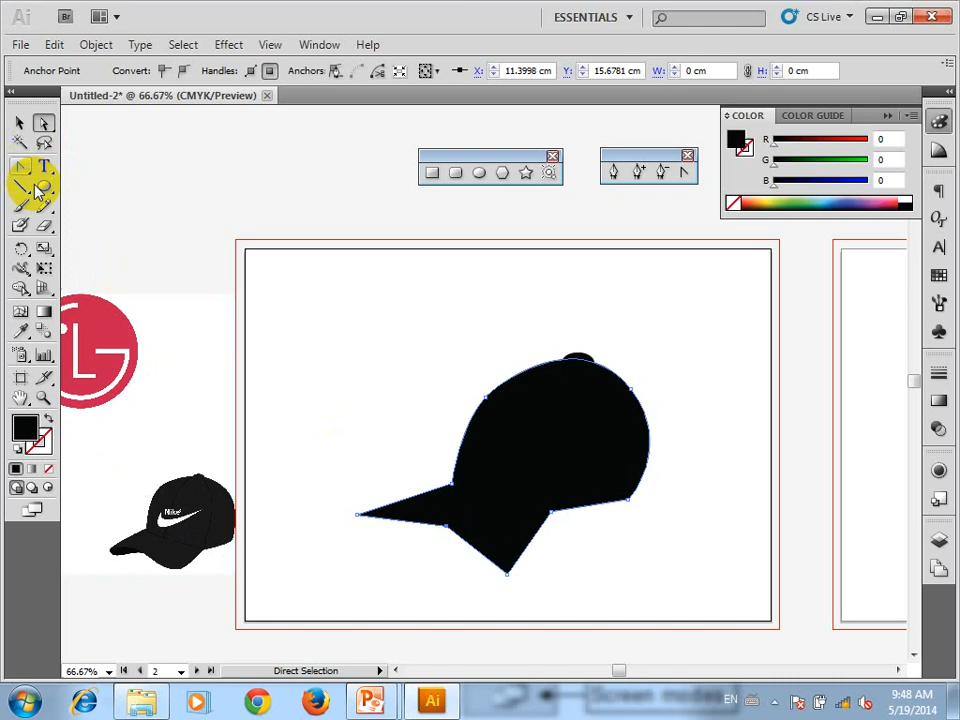 Ai
Br
ESSENTIALS
CS Live
File Edit Object Type Select Effect View Window Help
Anchor Point Convert: Handles: Anchors: X: 11.3998 cm Y: 15.6781 cm W: 0 cm H: 0 cm
Untitled-2* @ 66.67% (CMYK/Preview)
COLOR COLOR GUIDE
R 0
G 0
B 0
T
LG
Nike
66.67% 2 Direct Selection
Screen modes
Ai
EN
9:48 AM
5/19/2014